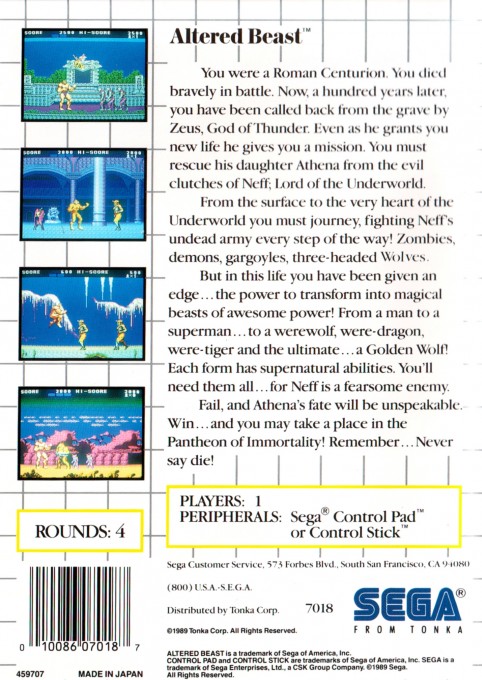 Altered Beast™
You were a Roman Centurion. You died
bravely in battle. Now, a hundred years later,
you have been called back from the grave by
Zeus, God of Thunder. Even as he grants you
new life he gives you a mission. You must
rescue his daughter Athena from the evil
clutches of Neff; Lord of the Underworld.
From the surface to the very heart of the
Underworld you must journey, fighting Neff's
undead army every step of the way! Zombies,
demons, gargoyles, three-headed Wolves.
But in this life you have been given an
edge...the power to transform into magical
beasts of awesome power! From a man to a
superman...to a werewolf, were-dragon,
were-tiger and the ultimate...a Golden Wolf!
Each form has supernatural abilities. You'll
need them all...for Neff is a fearsome enemy.
Fail, and Athena's fate will be unspeakable.
Win...and you may take a place in the
Pantheon of Immortality! Remember...Never
say die!
SCORE 2500 HI-SCORE
SCORE HI-SCORE
SCORE 600 HI-SCORE
SCORE 2000 HI-SCORE
ROUNDS: 4
PLAYERS: 1
PERIPHERALS: Sega® Control Pad™
or Control Stick™
Sega Customer Service, 573 Forbes Blvd., South San Francisco, CA 94080
(800) U.S.A.-S.E.G.A.
Distributed by Tonka Corp. 7018
©1989 Tonka Corp. All Rights Reserved.
SEGA®
FROM TONKA
0 10086 07018 7
459707 MADE IN JAPAN
ALTERED BEAST is a trademark of Sega of America, Inc.
CONTROL PAD and CONTROL STICK are trademarks of Sega of America, Inc. SEGA is a
trademark of Sega Enterprises, Ltd., a CSK Group Company. ©1989 Sega.
All Rights Reserved.